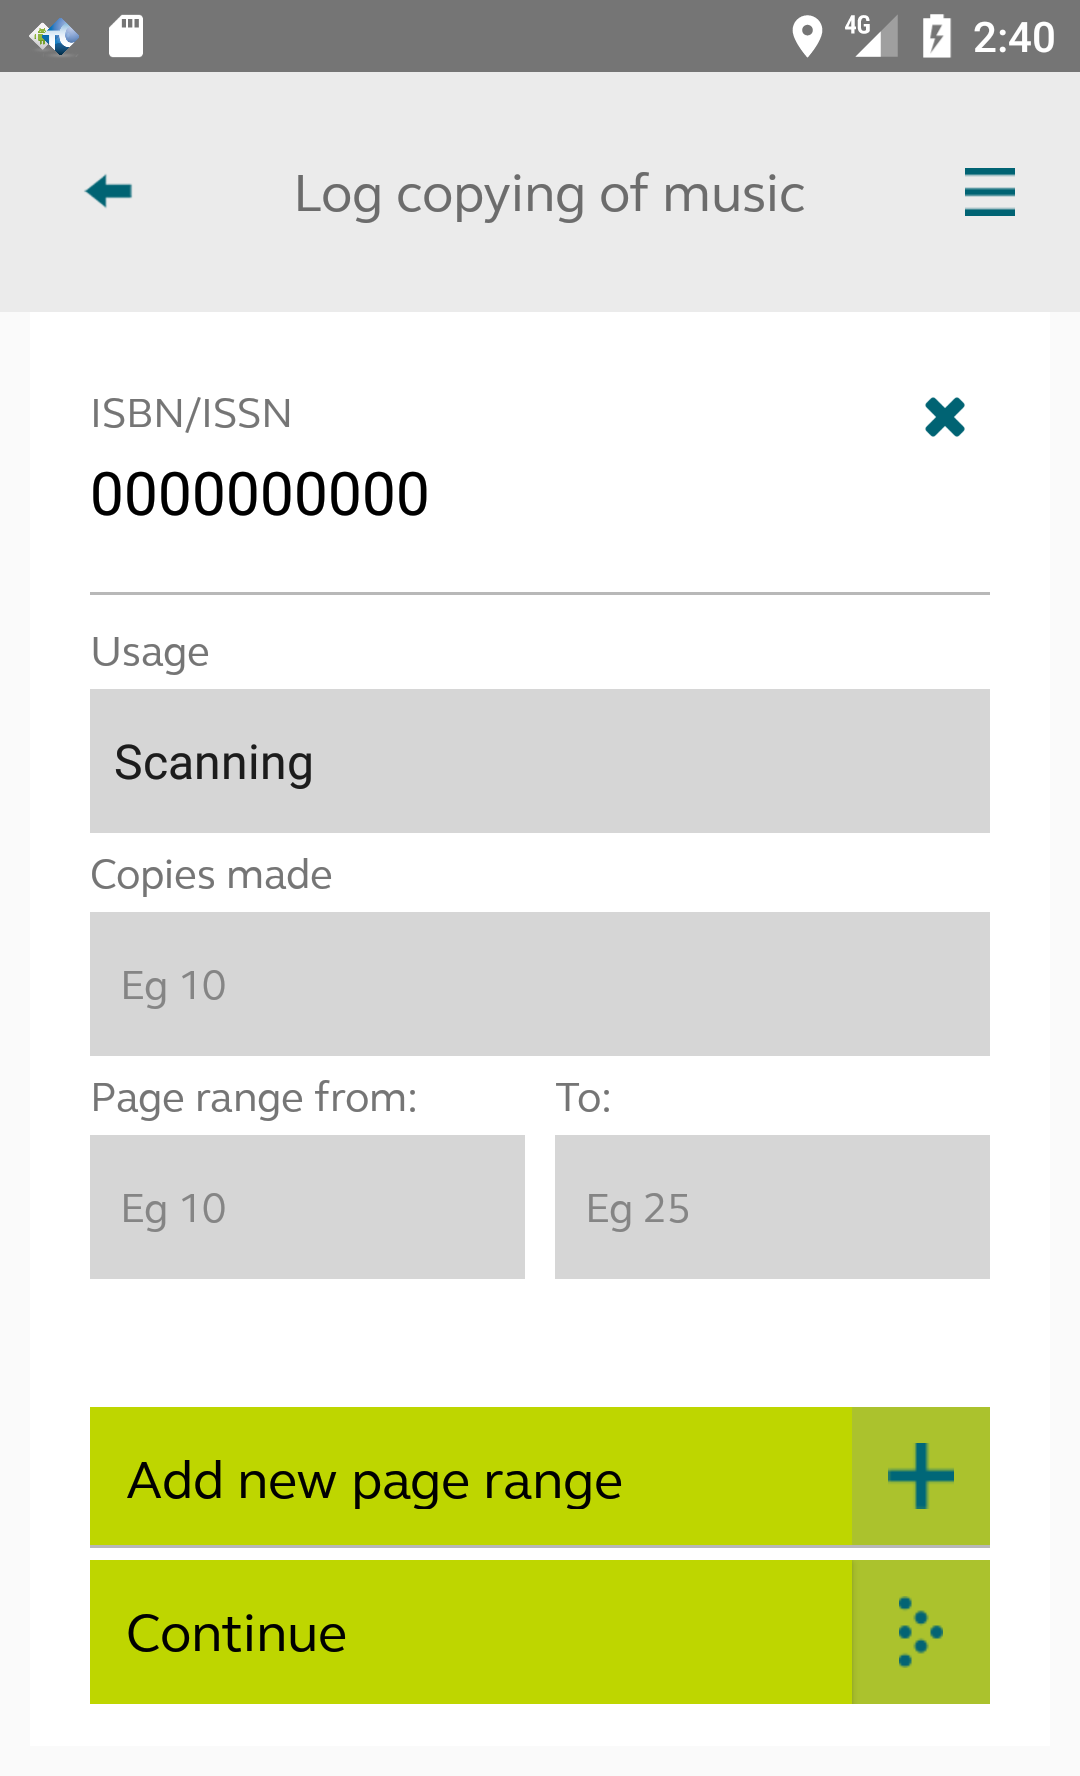 4G 2:40
Log copying of music
ISBN/ISSN
0000000000
Usage
Scanning
Copies made
Eg 10
Page range from: To:
Eg 10 Eg 25
Add new page range
Continue